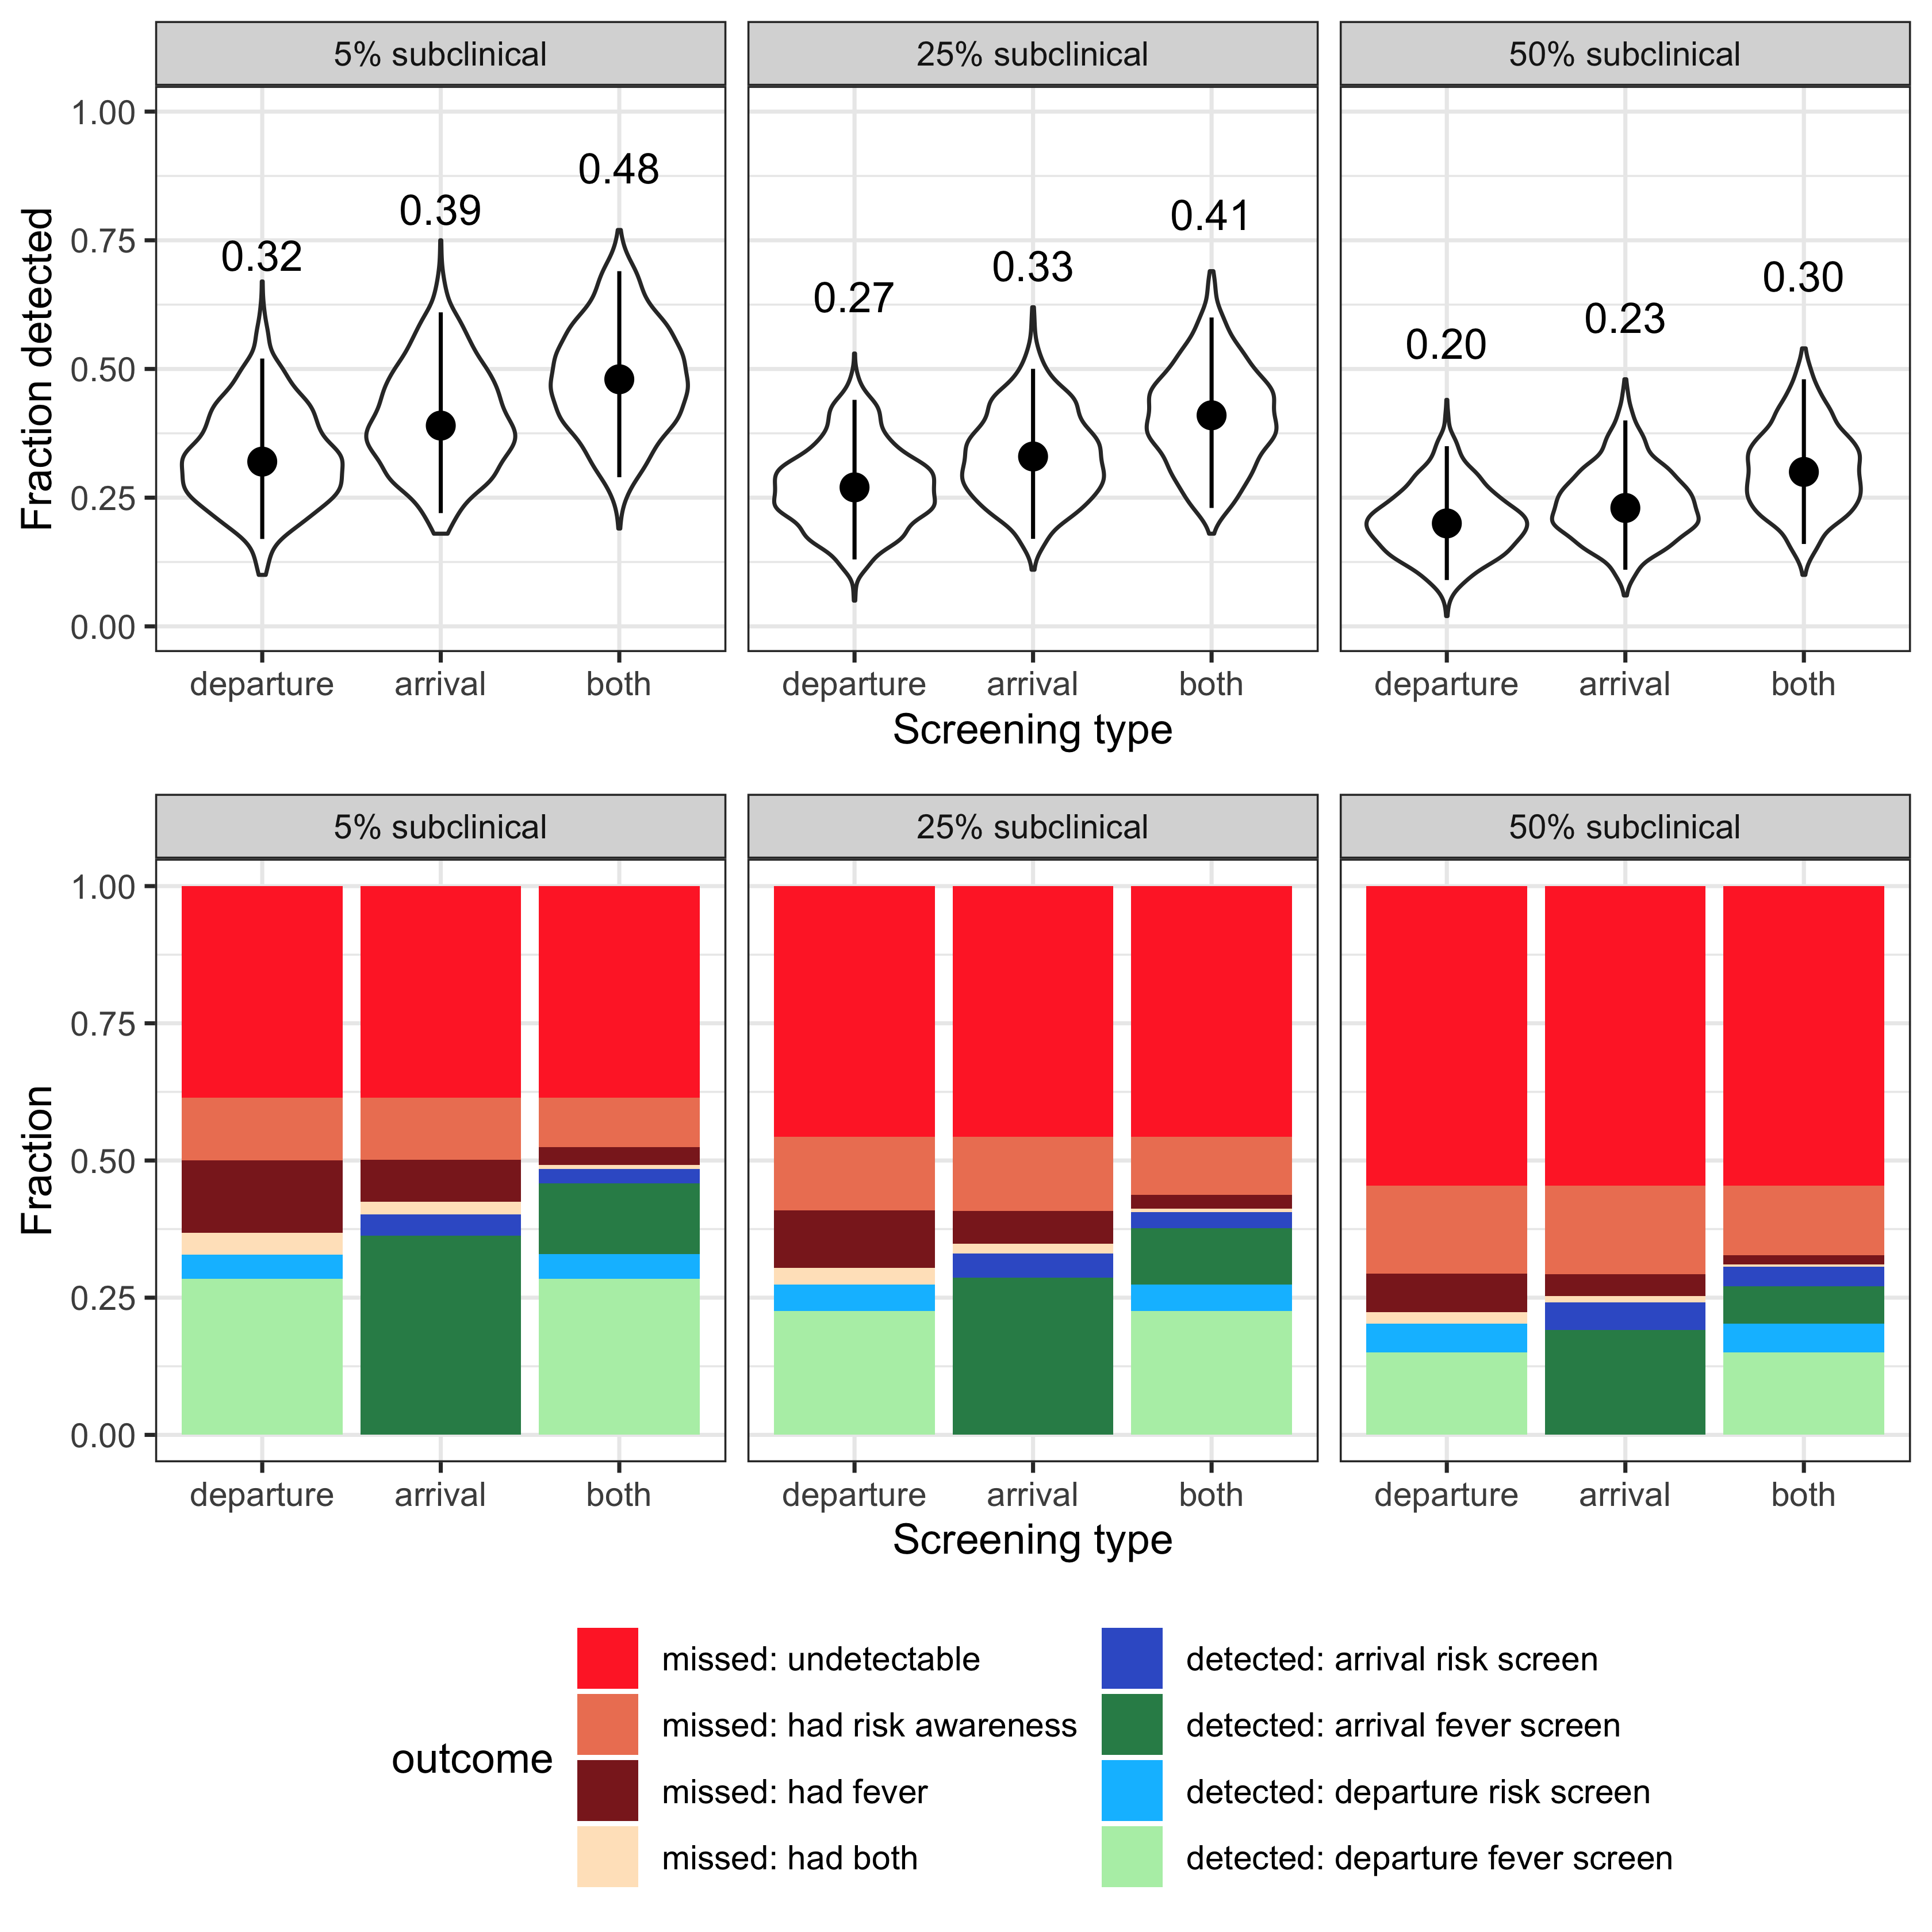 5% subclinical
25% subclinical
50% subclinical
Fraction detected
1.00
0.75
0.50
0.25
0.00
0.32
0.39
0.48
0.27
0.33
0.41
0.20
0.23
0.30
departure
arrival
both
departure
arrival
both
departure
arrival
both
Screening type
5% subclinical
25% subclinical
50% subclinical
Fraction
1.00
0.75
0.50
0.25
0.00
departure
arrival
both
departure
arrival
both
departure
arrival
both
Screening type
outcome
missed: undetectable
missed: had risk awareness
missed: had fever
missed: had both
detected: arrival risk screen
detected: arrival fever screen
detected: departure risk screen
detected: departure fever screen